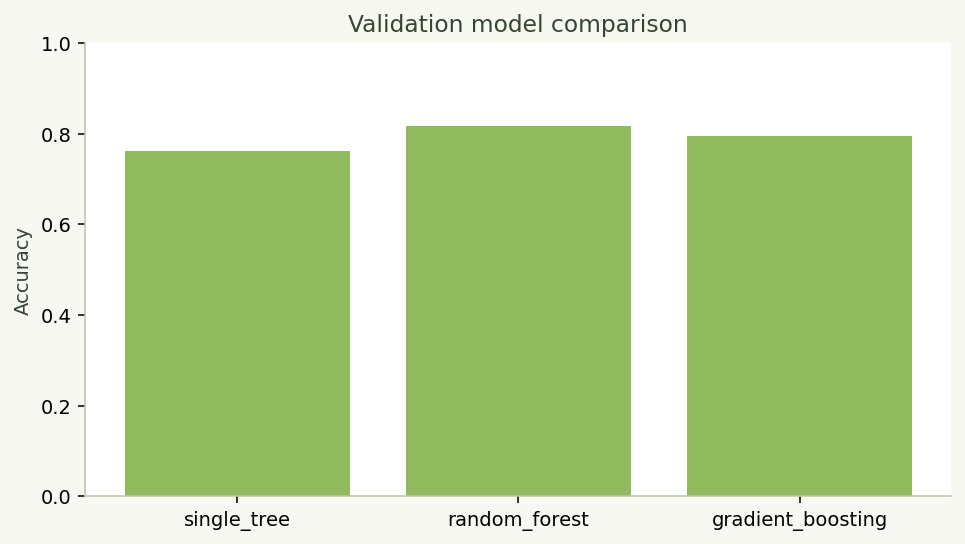 Validation model comparison
Accuracy
1.0
0.8
0.6
0.4
0.2
0.0
single_tree
random_forest
gradient_boosting